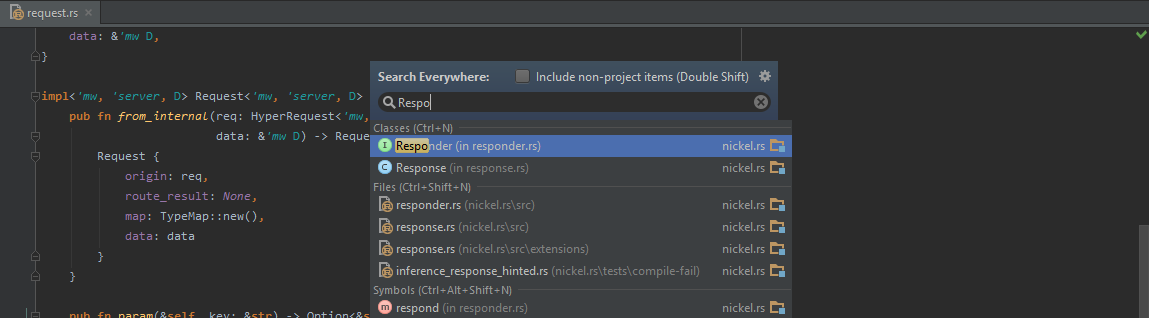 request.rs
data: &'mw D,
}
impl<'mw, 'server, D> Request<'mw, 'server, D>
pub fn from_internal(req: HyperRequest<'mw,
data: &'mw D) -> Reque
Request {
origin: req,
route_result: None,
map: TypeMap::new(),
data: data
}
}
pub fn param(&self, key: &str) -> Option<&s
Search Everywhere: Include non-project items (Double Shift)
Respo
Classes (Ctrl+N)
Responder (in responder.rs) nickel.rs
Response (in response.rs) nickel.rs
Files (Ctrl+Shift+N)
responder.rs (nickel.rs\src) nickel.rs
response.rs (nickel.rs\src) nickel.rs
response.rs (nickel.rs\src\extensions) nickel.rs
inference_response_hinted.rs (nickel.rs\tests\compile-fail) nickel.rs
Symbols (Ctrl+Alt+Shift+N)
respond (in responder.rs) nickel.rs